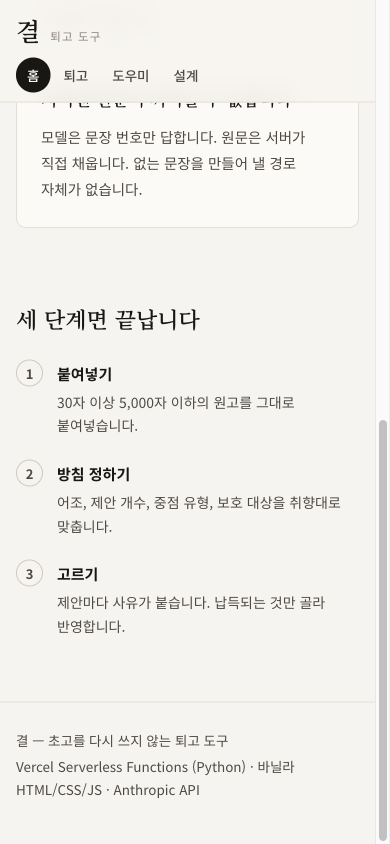 결 퇴고 도구
홈 퇴고 도우미 설계
모델은 문장 번호만 답합니다. 원문은 서버가
직접 채웁니다. 없는 문장을 만들어 낼 경로
자체가 없습니다.
세 단계면 끝납니다
1 붙여넣기
30자 이상 5,000자 이하의 원고를 그대로
붙여넣습니다.
2 방침 정하기
어조, 제안 개수, 중점 유형, 보호 대상을 취향대로
맞춥니다.
3 고르기
제안마다 사유가 붙습니다. 납득되는 것만 골라
반영합니다.
결 — 초고를 다시 쓰지 않는 퇴고 도구
Vercel Serverless Functions (Python) · 바닐라
HTML/CSS/JS · Anthropic API